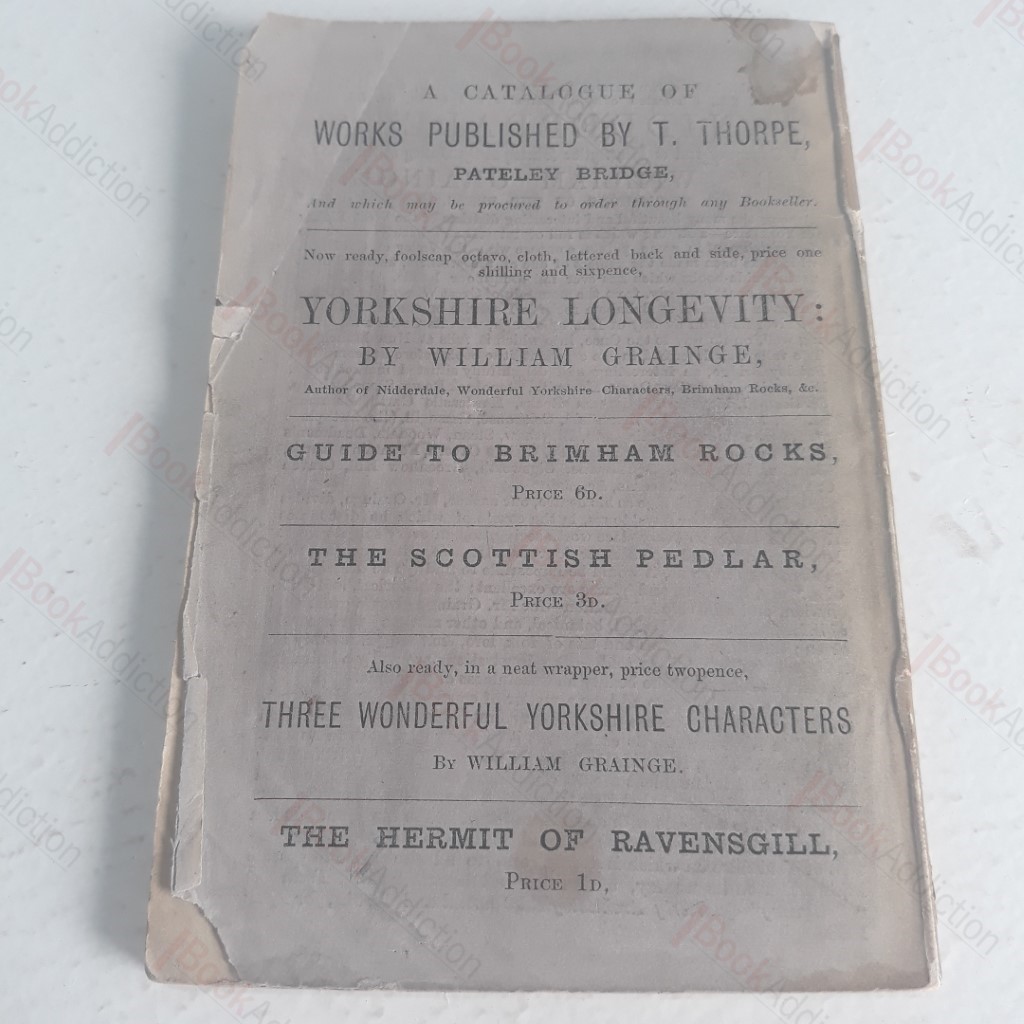 A CATALOGUE OF
WORKS PUBLISHED BY T. THORPE,
PATELEY BRIDGE,
And which may be procured to order through any Bookseller.
Now ready, foolscap octavo, cloth, lettered back and side, price one
shilling and sixpence,
YORKSHIRE LONGEVITY:
BY WILLIAM GRAINGE,
Author of Nidderdale, Wonderful Yorkshire Characters, Brimham Rocks, &c.
GUIDE TO BRIMHAM ROCKS,
PRICE 6D.
THE SCOTTISH PEDLAR,
PRICE 3D.
Also ready, in a neat wrapper, price twopence,
THREE WONDERFUL YORKSHIRE CHARACTERS
BY WILLIAM GRAINGE.
THE HERMIT OF RAVENSGILL,
PRICE 1D,
BookAddiction